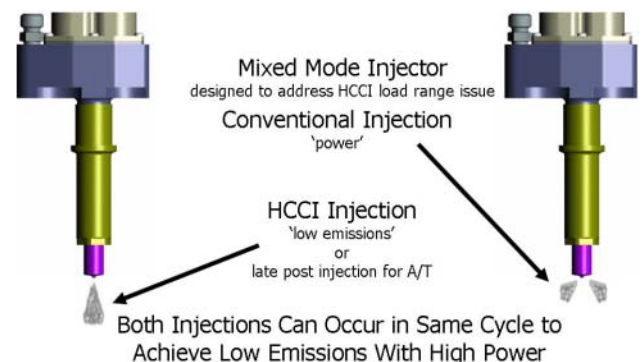 Mixed Mode Injector
designed to address HCCI load range issue
Conventional Injection
'power'
HCCI Injection
'low emissions'
or
late post injection for A/T
Both Injections Can Occur in Same Cycle to
Achieve Low Emissions With High Power